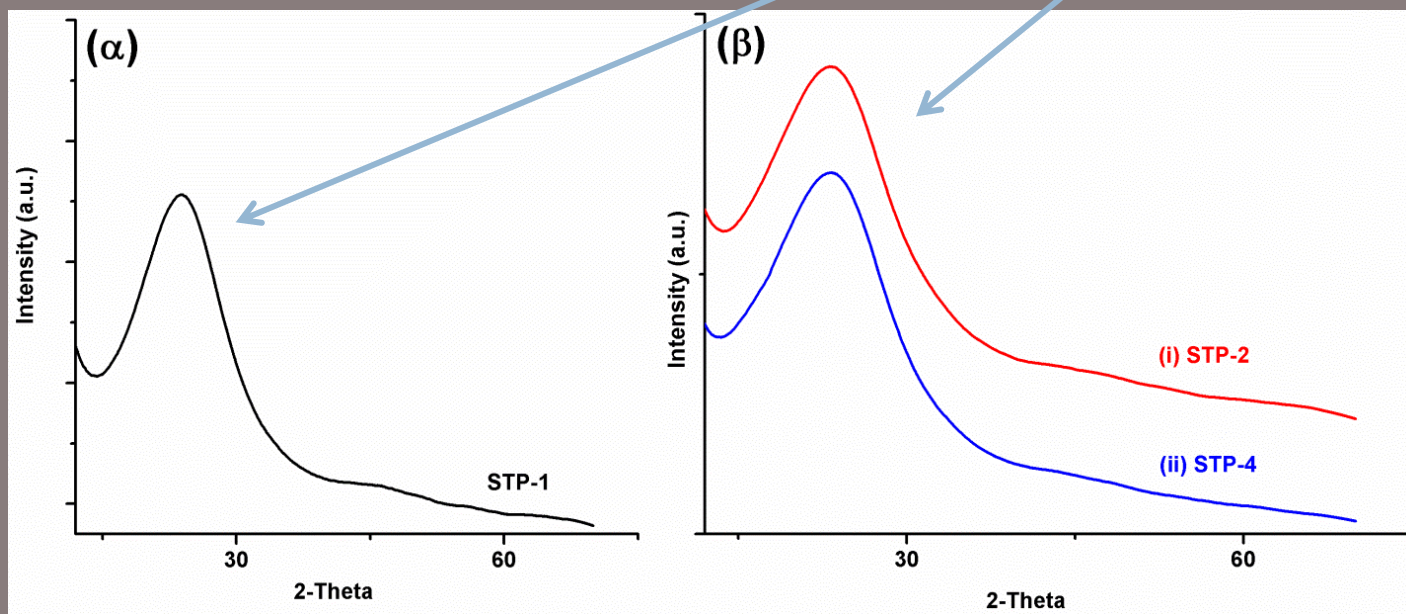 (α)
Intensity (a.u.)
STP-1
30
60
2-Theta
(β)
Intensity (a.u.)
(i) STP-2
(ii) STP-4
30
60
2-Theta